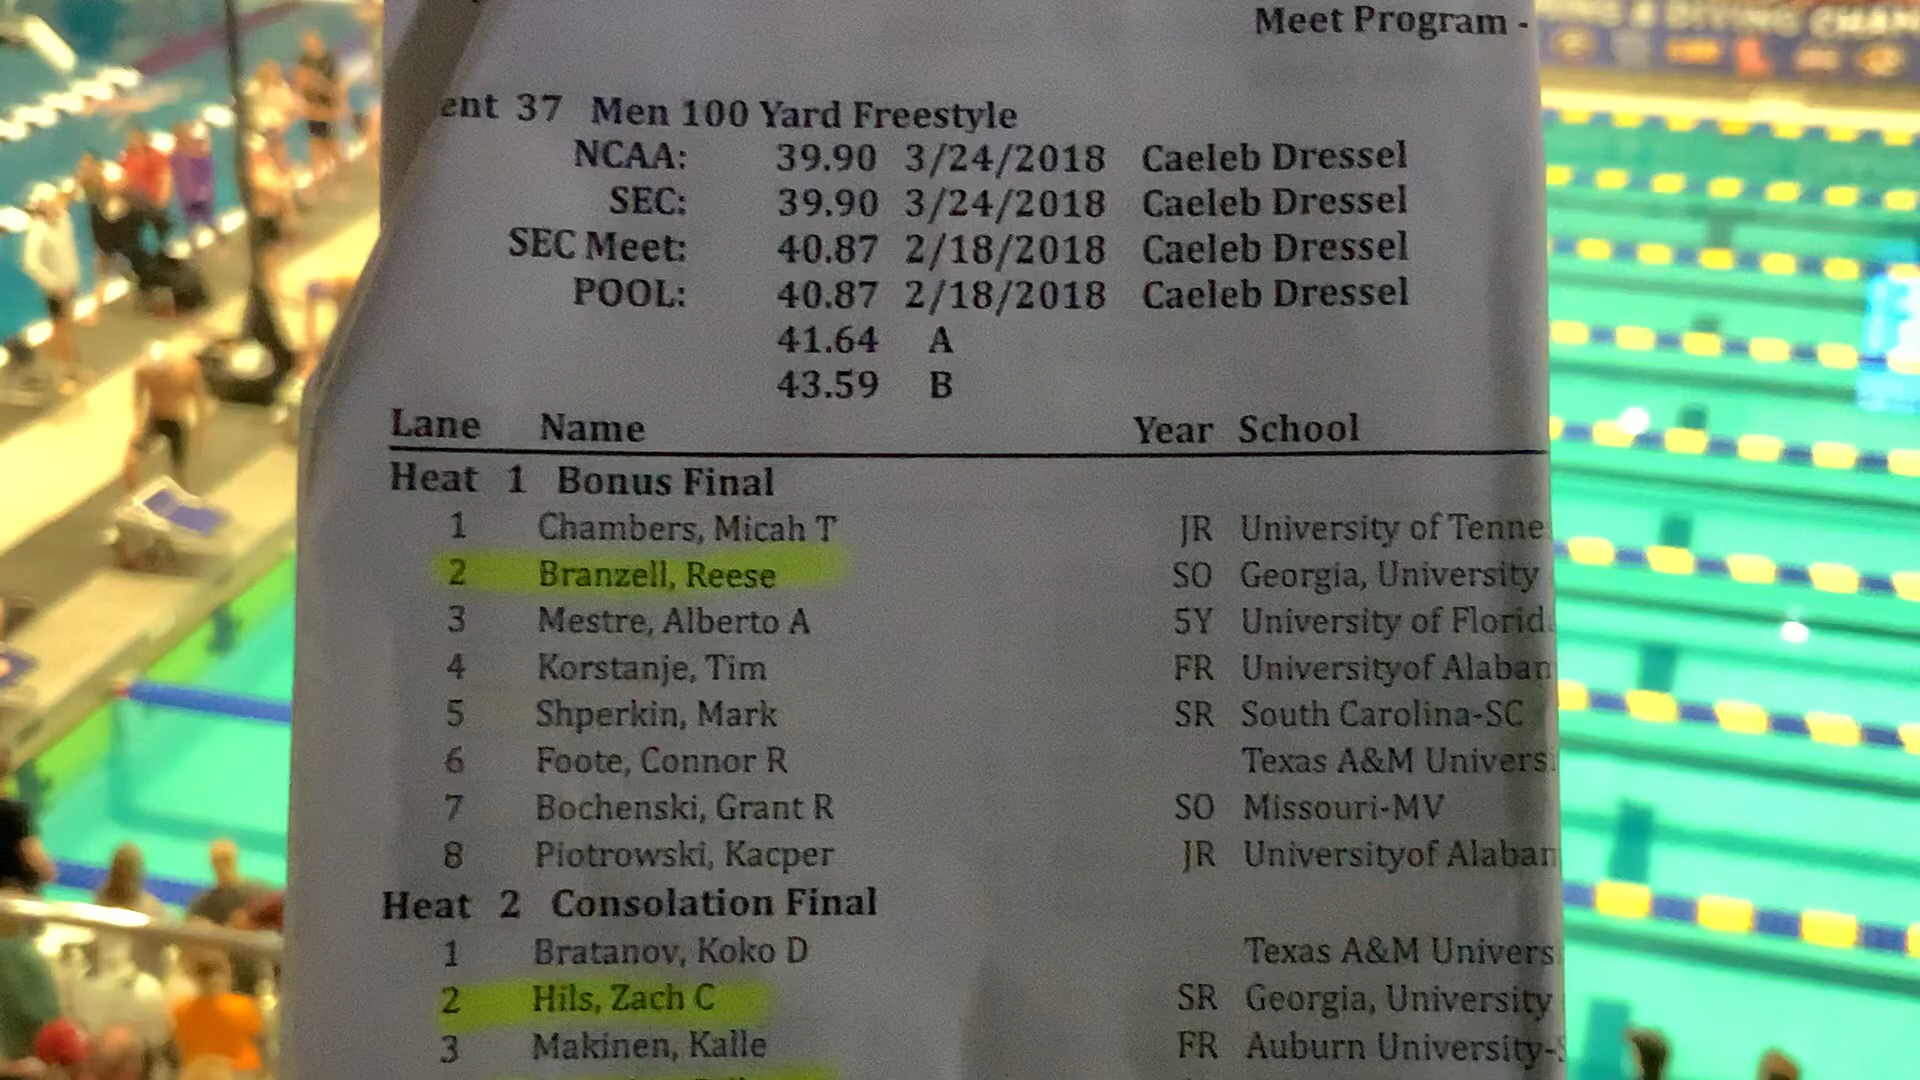 Meet Program -
ent 37 Men 100 Yard Freestyle
NCAA: 39.90 3/24/2018 Caeleb Dressel
SEC: 39.90 3/24/2018 Caeleb Dressel
SEC Meet: 40.87 2/18/2018 Caeleb Dressel
POOL: 40.87 2/18/2018 Caeleb Dressel
41.64 A
43.59 B
Lane Name Year School
Heat 1 Bonus Final
1 Chambers, Micah T JR University of Tenne
2 Branzell, Reese SO Georgia, University
3 Mestre, Alberto A 5Y University of Florid
4 Korstanje, Tim FR Universityof Alabam
5 Shperkin, Mark SR South Carolina-SC
6 Foote, Connor R Texas A&M Universi
7 Bochenski, Grant R SO Missouri-MV
8 Piotrowski, Kacper JR Universityof Alabam
Heat 2 Consolation Final
1 Bratanov, Koko D Texas A&M Univers
2 Hils, Zach C SR Georgia, University
3 Makinen, Kalle FR Auburn University-S
& DIVING CHAM